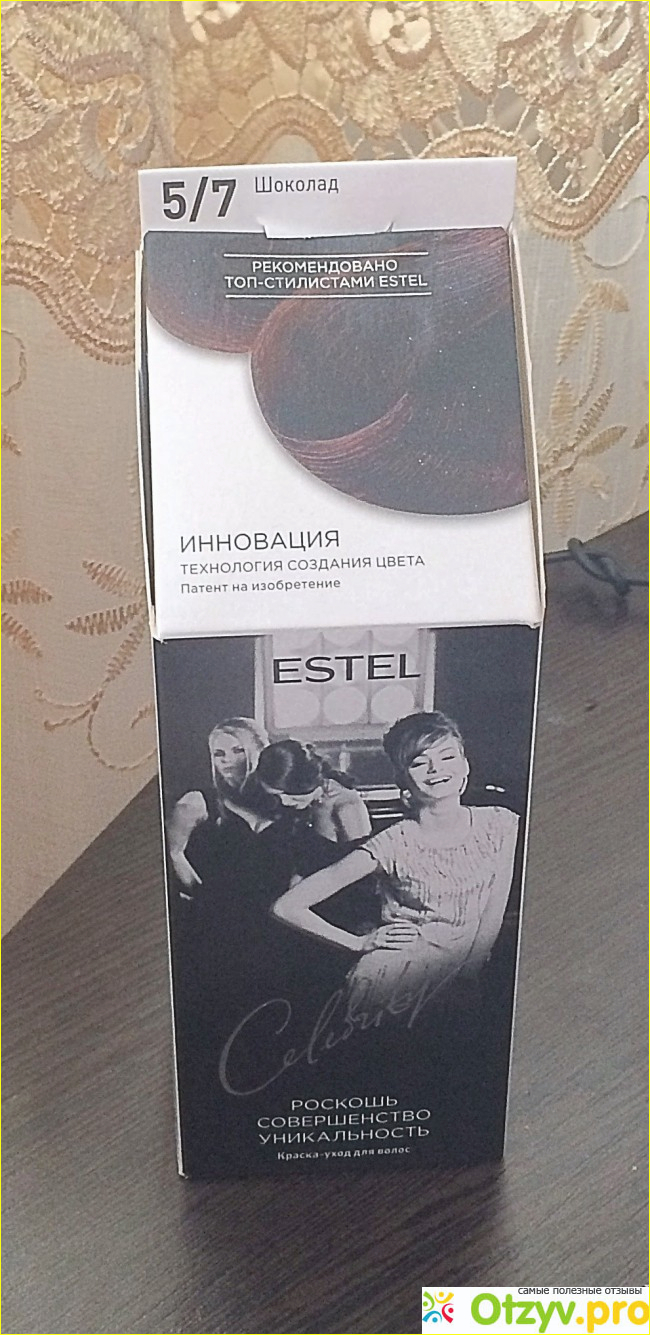 5/7 Шоколад
РЕКОМЕНДОВАНО
ТОП-СТИЛИСТАМИ ESTEL
ИННОВАЦИЯ
ТЕХНОЛОГИЯ СОЗДАНИЯ ЦВЕТА
Патент на изобретение
ESTEL
Celebrity
РОСКОШЬ
СОВЕРШЕНСТВО
УНИКАЛЬНОСТЬ
Краска-уход для волос
самые полезные отзывы
Otzyv.pro